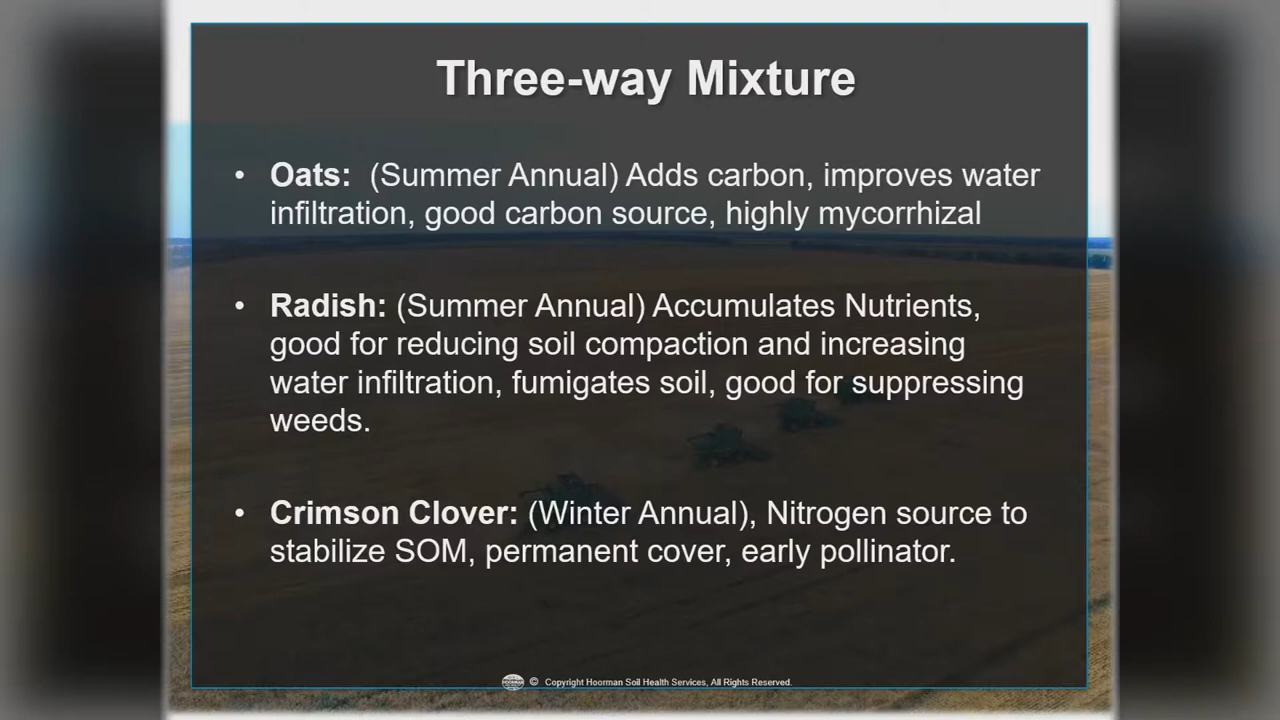 Three-way Mixture
• Oats: (Summer Annual) Adds carbon, improves water
infiltration, good carbon source, highly mycorrhizal
• Radish: (Summer Annual) Accumulates Nutrients,
good for reducing soil compaction and increasing
water infiltration, fumigates soil, good for suppressing
weeds.
• Crimson Clover: (Winter Annual), Nitrogen source to
stabilize SOM, permanent cover, early pollinator.
© Copyright Hoorman Soil Health Services, All Rights Reserved.